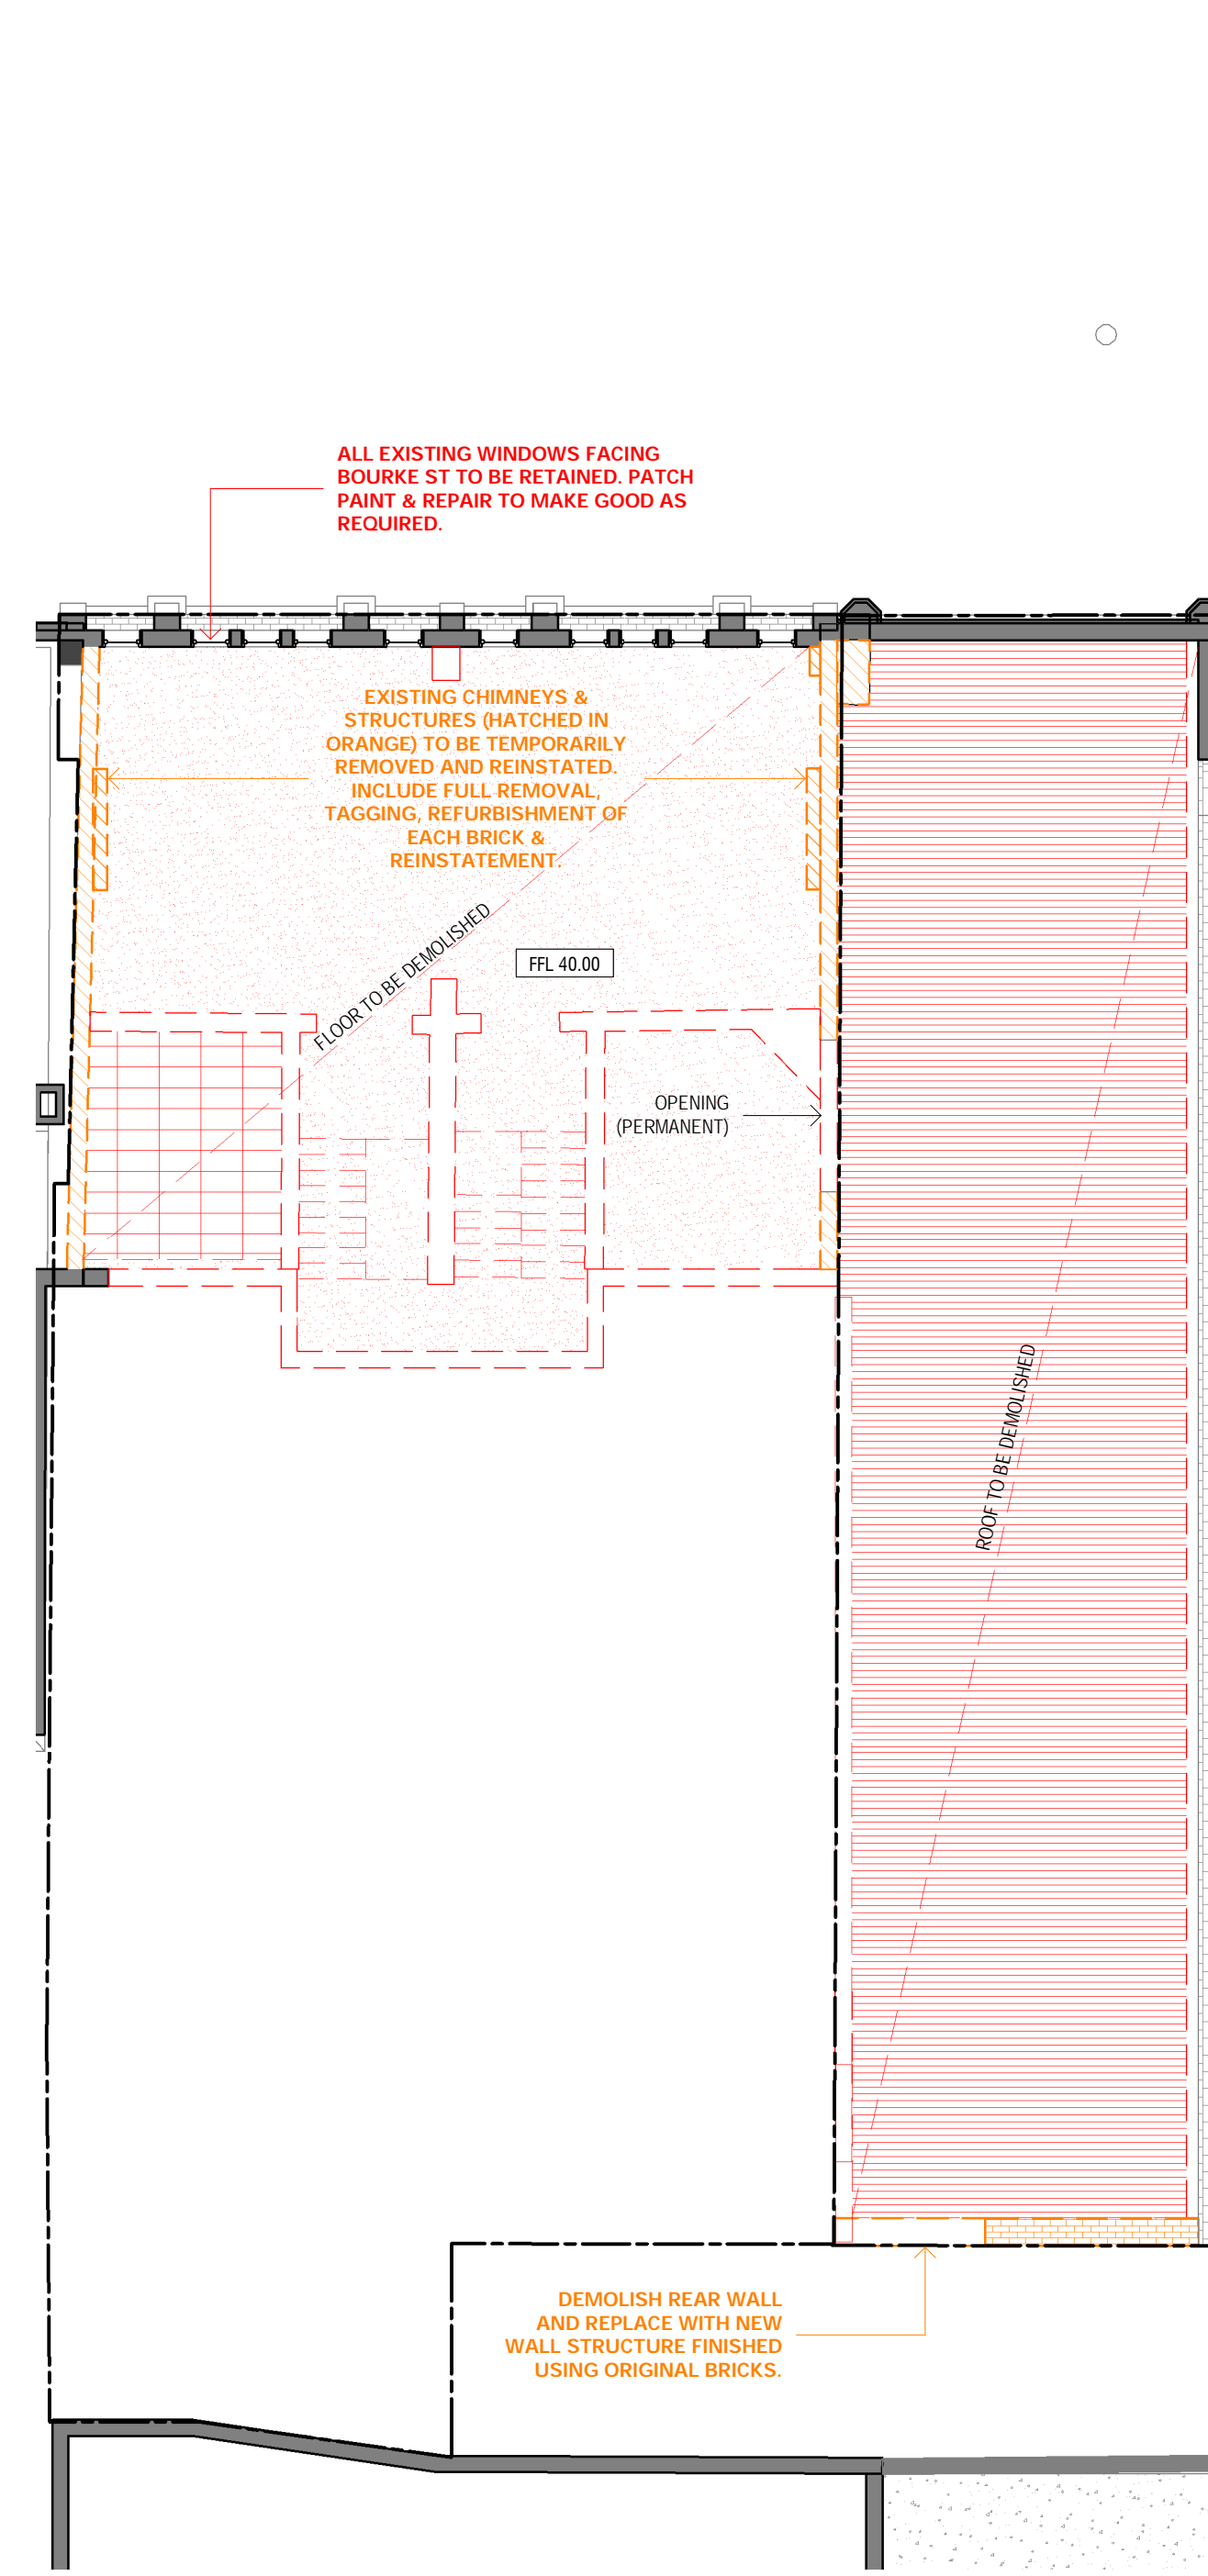 ALL EXISTING WINDOWS FACING
BOURKE ST TO BE RETAINED. PATCH
PAINT & REPAIR TO MAKE GOOD AS
REQUIRED.
EXISTING CHIMNEYS &
STRUCTURES (HATCHED IN
ORANGE) TO BE TEMPORARILY
REMOVED AND REINSTATED.
INCLUDE FULL REMOVAL,
TAGGING, REFURBISHMENT OF
EACH BRICK &
REINSTATEMENT.
FLOOR TO BE DEMOLISHED
FFL 40.00
OPENING
(PERMANENT)
ROOF TO BE DEMOLISHED
DEMOLISH REAR WALL
AND REPLACE WITH NEW
WALL STRUCTURE FINISHED
USING ORIGINAL BRICKS.